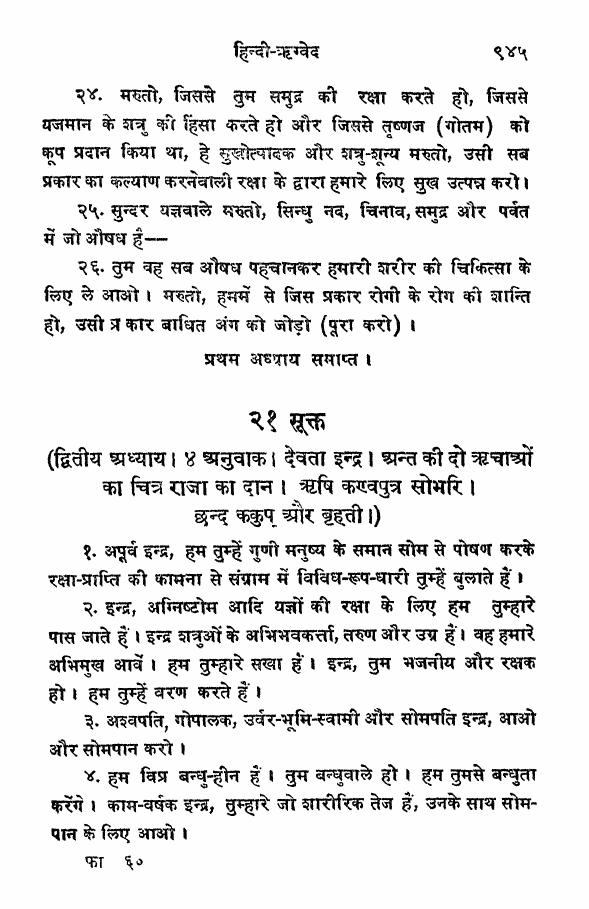 हिन्दी-ऋग्वेद ९४५
२४. मरुतो, जिससे तुम समुद्र की रक्षा करते हो, जिससे
यजमान के शत्रु की हिंसा करते हो और जिससे तृष्णज (गोतम) को
कूप प्रदान किया था, हे सुखोत्पादक और शत्रु-शून्य मरुतो, उसी सब
प्रकार का कल्याण करनेवाली रक्षा के द्वारा हमारे लिए सुख उत्पन्न करो।
२५. सुन्दर यज्ञवाले मरुतो, सिन्धु नद, चिनाव, समुद्र और पर्वत
में जो औषध है--
२६. तुम वह सब औषध पहचानकर हमारी शरीर की चिकित्सा के
लिए ले आओ। मरुतो, हममें से जिस प्रकार रोगी के रोग की शान्ति
हो, उसी प्रकार बाधित अंग को जोड़ो (पूरा करो)।
प्रथम अध्याय समाप्त।
२१ सूक्त
(द्वितीय अध्याय। ४ अनुवाक। देवता इन्द्र। अन्त की दो ऋचाओं
का चित्र राजा का दान। ऋषि कण्वपुत्र सोभरि।
छन्द ककुप् और बृहती।)
१. अपूर्व इन्द्र, हम तुम्हें गुणी मनुष्य के समान सोम से पोषण करके
रक्षा-प्राप्ति की कामना से संग्राम में विविध-रूप-धारी तुम्हें बुलाते हैं।
२. इन्द्र, अग्निष्टोम आदि यज्ञों की रक्षा के लिए हम तुम्हारे
पास जाते हैं। इन्द्र शत्रुओं के अभिभवकर्त्ता, तरुण और उग्र हैं। वह हमारे
अभिमुख आवें। हम तुम्हारे सखा हैं। इन्द्र, तुम भजनीय और रक्षक
हो। हम तुम्हें वरण करते हैं।
३. अश्वपति, गोपालक, उर्वर-भूमि-स्वामी और सोमपति इन्द्र, आओ
और सोमपान करो।
४. हम विप्र बन्धु-हीन हैं। तुम बन्धुवाले हो। हम तुमसे बन्धुता
करेंगे। काम-वर्षक इन्द्र, तुम्हारे जो शारीरिक तेज हैं, उनके साथ सोम-
पान के लिए आओ।
फा ६०